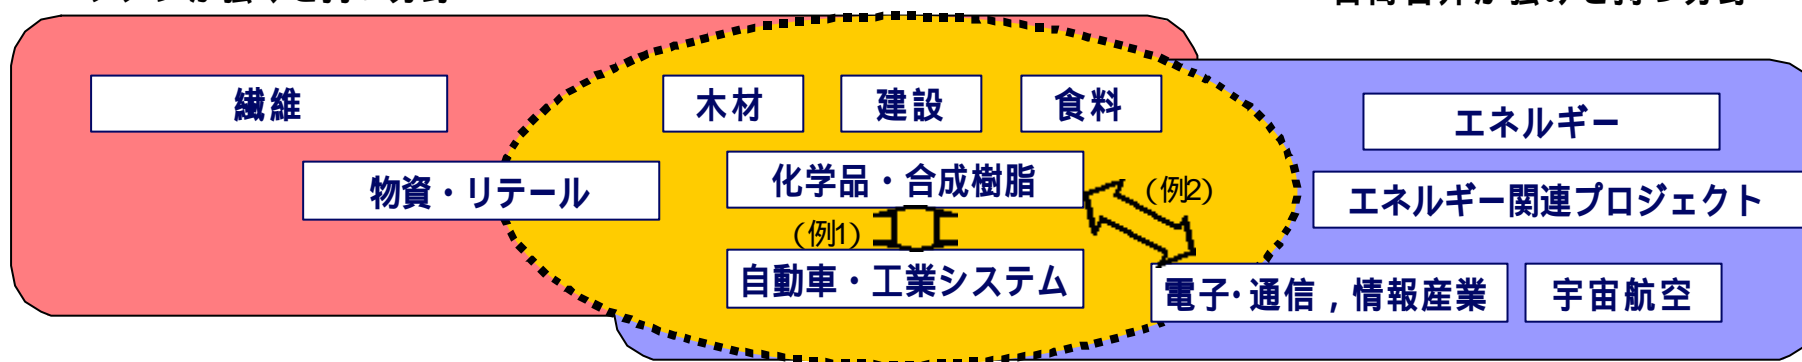 繊維
木材
建設
食料
エネルギー
物資・リテール
化学品・合成樹脂
(例2)
エネルギー関連プロジェクト
(例1)
自動車・工業システム
電子・通信，情報産業
宇宙航空